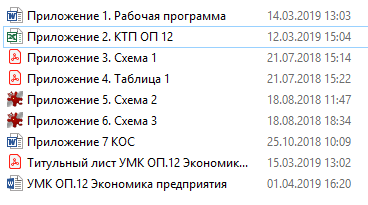 Приложение 1. Рабочая программа 14.03.2019 13:03
Приложение 2. КТП ОП 12 12.03.2019 15:04
Приложение 3. Схема 1 21.07.2018 15:14
Приложение 4. Таблица 1 21.07.2018 15:22
Приложение 5. Схема 2 18.08.2018 11:47
Приложение 6. Схема 3 18.08.2018 18:34
Приложение 7 КОС 25.10.2018 10:09
Титульный лист УМК ОП.12 Экономик... 15.03.2019 13:02
УМК ОП.12 Экономика предприятия 01.04.2019 16:20